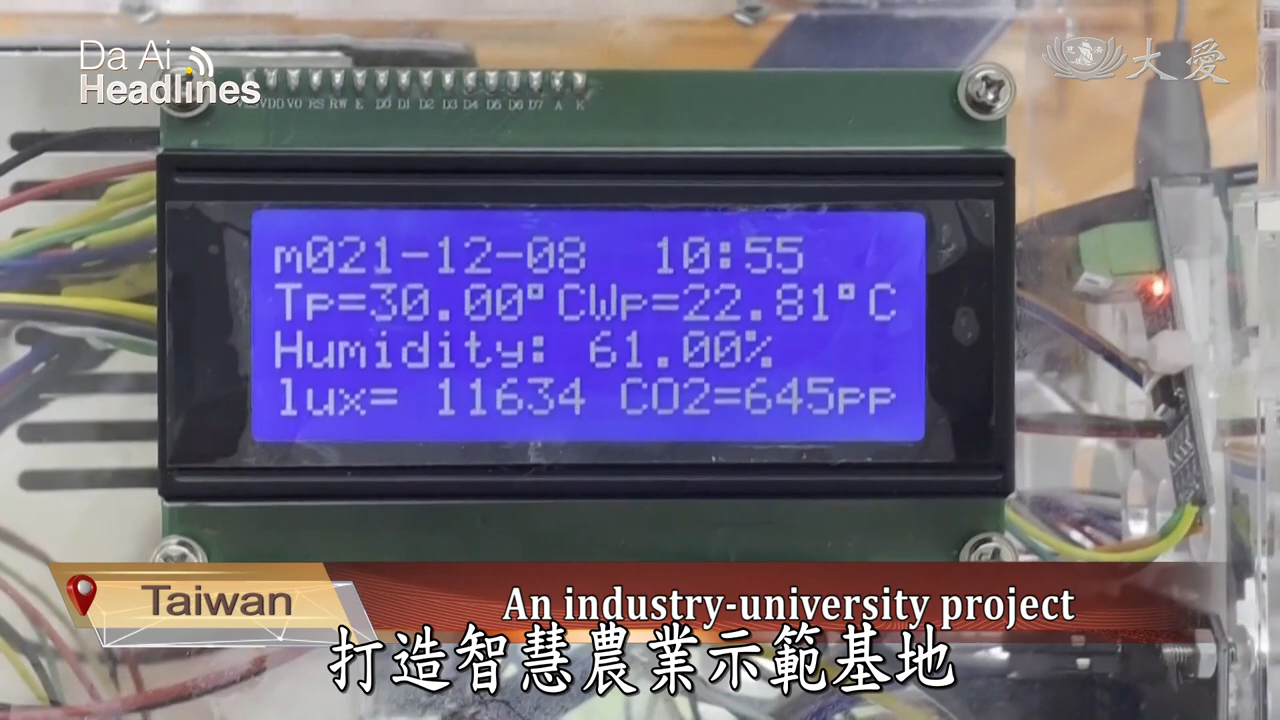 Da Ai
Headlines
大愛
VDD VO RS RW E D0 D1 D2 D3 D4 D5 D6 D7 A K
m021-12-08 10:55
Tp=30.00°CWp=22.81°C
Humidity: 61.00%
lux= 11634 CO2=645pp
Taiwan
An industry-university project
打造智慧農業示範基地